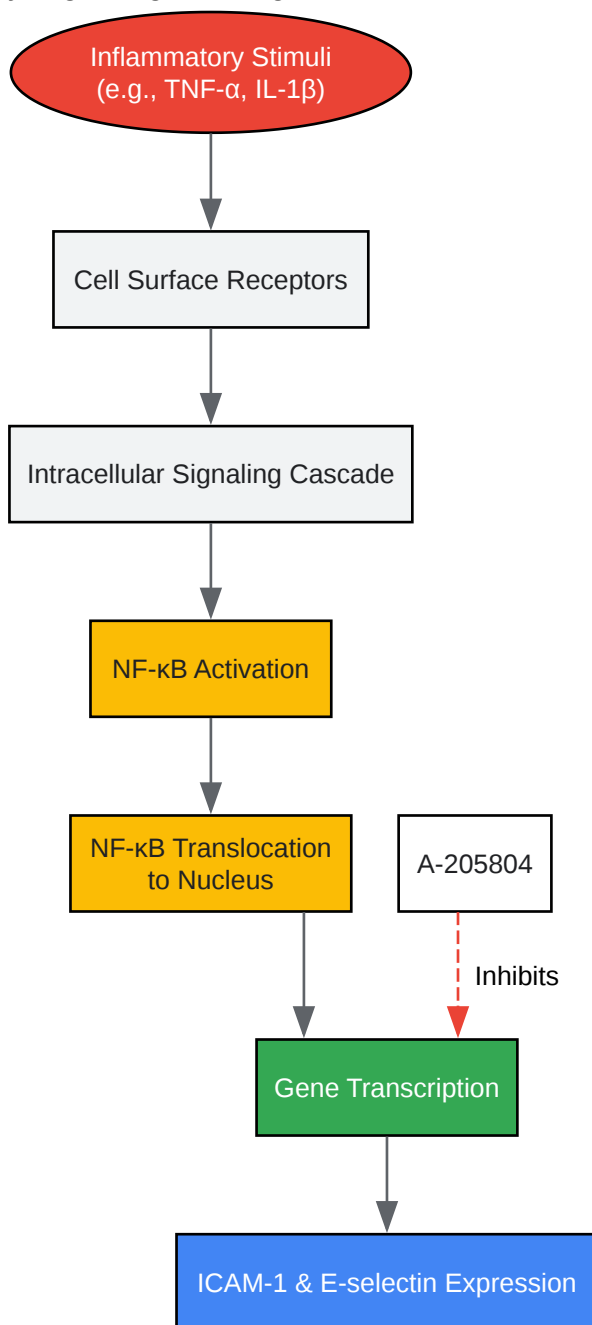 Inflammatory Stimuli
(e.g., TNF-α, IL-1β)
Cell Surface Receptors
Intracellular Signaling Cascade
NF-κB Activation
NF-κB Translocation
to Nucleus
A-205804
Inhibits
Gene Transcription
ICAM-1 & E-selectin Expression